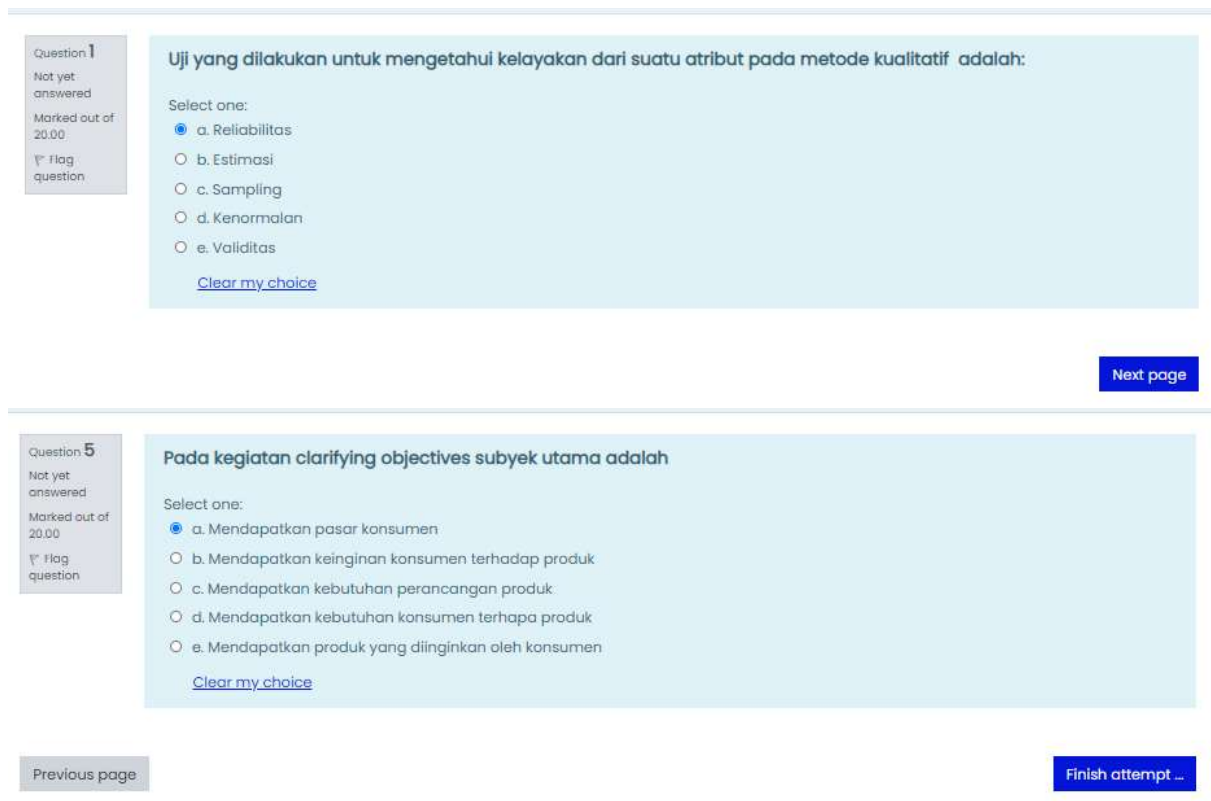 Question 1
Not yet
answered
Marked out of
20.00
Flag
question
Uji yang dilakukan untuk mengetahui kelayakan dari suatu atribut pada metode kualitatif adalah:
Select one:
a. Reliabilitas
b. Estimasi
c. Sampling
d. Kenormalan
e. Validitas
Clear my choice
Next page
Question 5
Not yet
answered
Marked out of
20.00
Flag
question
Pada kegiatan clarifying objectives subyek utama adalah
Select one:
a. Mendapatkan pasar konsumen
b. Mendapatkan keinginan konsumen terhadap produk
c. Mendapatkan kebutuhan perancangan produk
d. Mendapatkan kebutuhan konsumen terhapa produk
e. Mendapatkan produk yang diinginkan oleh konsumen
Clear my choice
Previous page
Finish attempt ...